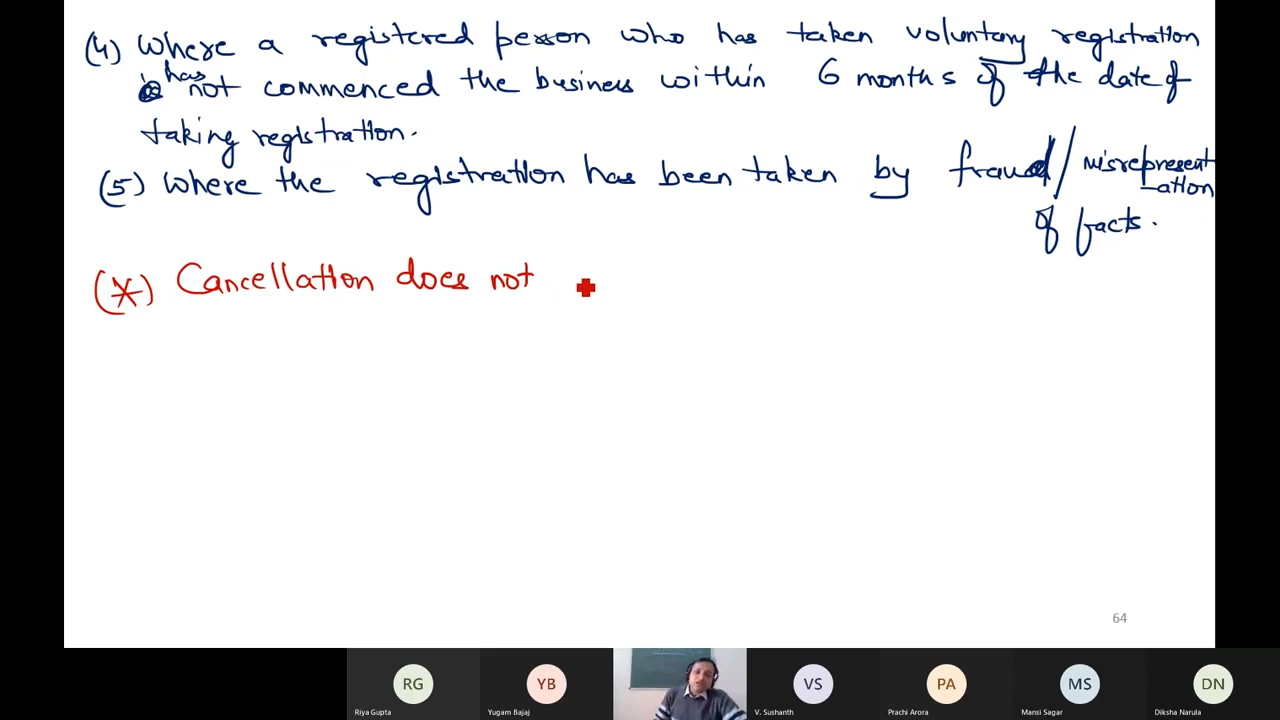 (4) Where a registered person who has taken voluntary registration
has not commenced the business within 6 months of the date of
taking registration.
(5) Where the registration has been taken by fraud / misrepresent
-ation
of facts.
(*) Cancellation does not
64
RG YB VS PA MS DN
Riya Gupta Yugam Bajaj V. Sushanth Prachi Arora Mansi Sagar Diksha Narula